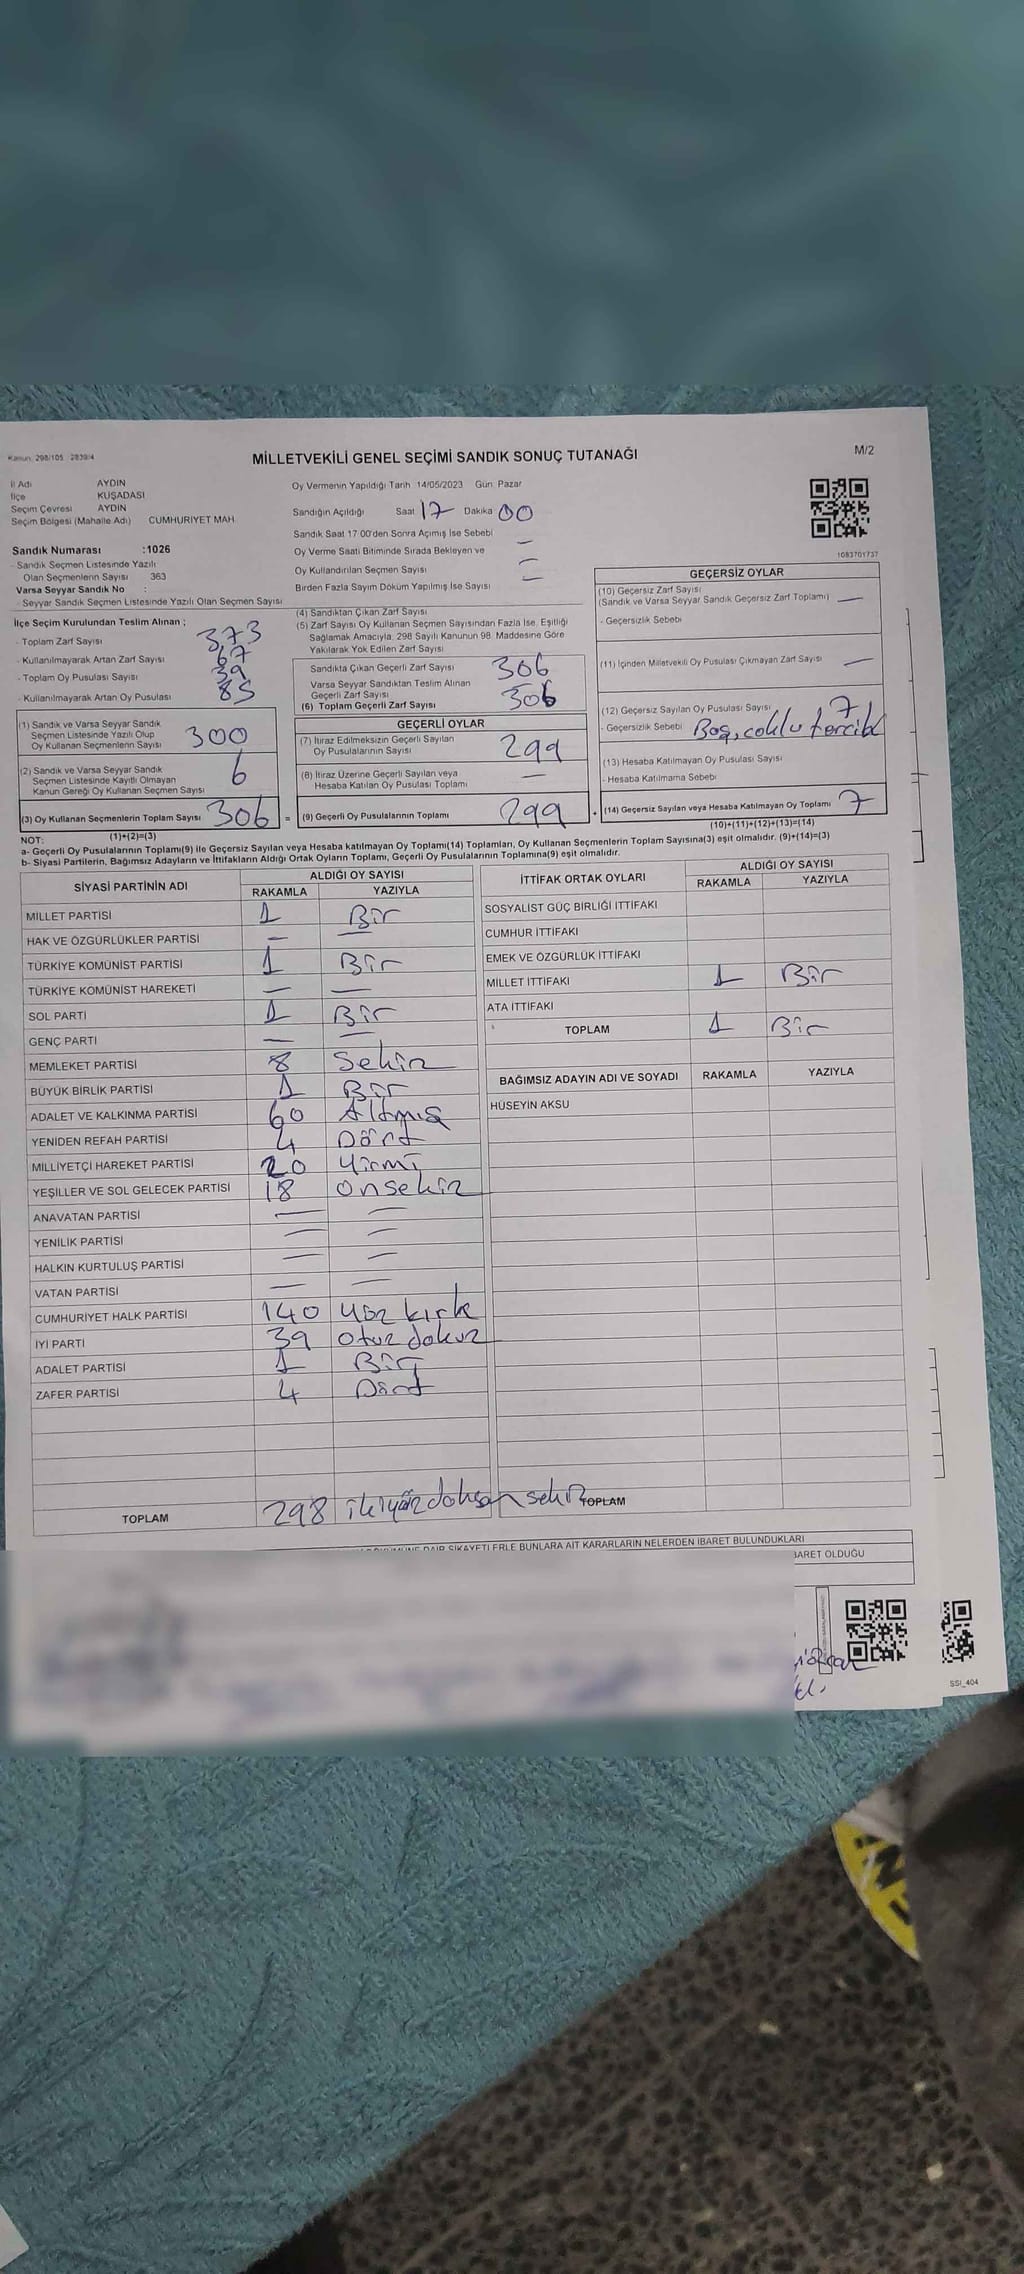 Kanun: 298/105, 2839/4
MİLLETVEKİLİ GENEL SEÇİMİ SANDIK SONUÇ TUTANAĞI
M/2
İl Adı AYDIN
İlçe KUŞADASI
Seçim Çevresi AYDIN
Seçim Bölgesi (Mahalle Adı) CUMHURİYET MAH.
Sandık Numarası :1026
- Sandık Seçmen Listesinde Yazılı
Olan Seçmenlerin Sayısı 363
Varsa Seyyar Sandık No :
- Seyyar Sandık Seçmen Listesinde Yazılı Olan Seçmen Sayısı
Oy Vermenin Yapıldığı Tarih 14/05/2023 Gün Pazar
Sandığın Açıldığı Saat 17 Dakika 00
Sandık Saat 17:00'den Sonra Açımış İse Sebebi —
Oy Verme Saati Bitiminde Sırada Bekleyen ve
Oy Kullandırılan Seçmen Sayısı —
Birden Fazla Sayım Döküm Yapılmış İse Sayısı —
1083701737
İlçe Seçim Kurulundan Teslim Alınan ;
- Toplam Zarf Sayısı 373
- Kullanılmayarak Artan Zarf Sayısı 67
- Toplam Oy Pusulası Sayısı
- Kullanılmayarak Artan Oy Pusulası 85
(1) Sandık ve Varsa Seyyar Sandık
Seçmen Listesinde Yazılı Olup
Oy Kullanan Seçmenlerin Sayısı 300
(2) Sandık ve Varsa Seyyar Sandık
Seçmen Listesinde Kayıtlı Olmayan
Kanun Gereği Oy Kullanan Seçmen Sayısı 6
(3) Oy Kullanan Seçmenlerin Toplam Sayısı 306 =
(1)+(2)=(3)
(4) Sandıktan Çıkan Zarf Sayısı
(5) Zarf Sayısı Oy Kullanan Seçmen Sayısından Fazla İse, Eşitliği
Sağlamak Amacıyla, 298 Sayılı Kanunun 98. Maddesine Göre
Yakılarak Yok Edilen Zarf Sayısı
Sandıkta Çıkan Geçerli Zarf Sayısı 306
Varsa Seyyar Sandıktan Teslim Alınan
Geçerli Zarf Sayısı
(6) Toplam Geçerli Zarf Sayısı 306
GEÇERLİ OYLAR
(7) İtiraz Edilmeksizin Geçerli Sayılan
Oy Pusulalarının Sayısı 299
(8) İtiraz Üzerine Geçerli Sayılan veya
Hesaba Katılan Oy Pusulası Toplamı —
(9) Geçerli Oy Pusulalarının Toplamı 299 +
GEÇERSİZ OYLAR
(10) Geçersiz Zarf Sayısı
(Sandık ve Varsa Seyyar Sandık Geçersiz Zarf Toplamı) —
- Geçersizlik Sebebi
(11) İçinden Milletvekili Oy Pusulası Çıkmayan Zarf Sayısı —
(12) Geçersiz Sayılan Oy Pusulası Sayısı 7
- Geçersizlik Sebebi Boş, çoklu tercih
(13) Hesaba Katılmayan Oy Pusulası Sayısı
- Hesaba Katılmama Sebebi
(14) Geçersiz Sayılan veya Hesaba Katılmayan Oy Toplamı 7
(10)+(11)+(12)+(13)=(14)
NOT:
a- Geçerli Oy Pusulaları Toplamı(9) ile Geçersiz Sayılan veya Hesaba katılmayan Oy Toplamı(14) Toplamları, Oy Kullanan Seçmenlerin Toplam Sayısına(3) eşit olmalıdır. (9)+(14)=(3)
b- Siyasi Partilerin, Bağımsız Adayların ve İttifakların Aldığı Ortak Oyların Toplamı, Geçerli Oy Pusulalarının Toplamına(9) eşit olmalıdır.
SİYASİ PARTİNİN ADI ALDIĞI OY SAYISI
RAKAMLA YAZIYLA
MİLLET PARTİSİ 1 Bir
HAK VE ÖZGÜRLÜKLER PARTİSİ — —
TÜRKİYE KOMÜNİST PARTİSİ 1 Bir
TÜRKİYE KOMÜNİST HAREKETİ — —
SOL PARTİ 1 Bir
GENÇ PARTİ — —
MEMLEKET PARTİSİ 8 Sekiz
BÜYÜK BİRLİK PARTİSİ 1 Bir
ADALET VE KALKINMA PARTİSİ 60 Altmış
YENİDEN REFAH PARTİSİ 4 Dört
MİLLİYETÇİ HAREKET PARTİSİ 20 Yirmi
YEŞİLLER VE SOL GELECEK PARTİSİ 18 Onsekiz
ANAVATAN PARTİSİ — —
YENİLİK PARTİSİ — —
HALKIN KURTULUŞ PARTİSİ — —
VATAN PARTİSİ — —
CUMHURİYET HALK PARTİSİ 140 Yüz kırk
İYİ PARTİ 39 Otuz dokuz
ADALET PARTİSİ 1 Bir
ZAFER PARTİSİ 4 Dört
TOPLAM 298 ikiyüz doksan sekiz
İTTİFAK ORTAK OYLARI ALDIĞI OY SAYISI
RAKAMLA YAZIYLA
SOSYALİST GÜÇ BİRLİĞİ İTTİFAKI
CUMHUR İTTİFAKI
EMEK VE ÖZGÜRLÜK İTTİFAKI
MİLLET İTTİFAKI 1 Bir
ATA İTTİFAKI
TOPLAM 1 Bir
BAĞIMSIZ ADAYIN ADI VE SOYADI RAKAMLA YAZIYLA
HÜSEYİN AKSU
TOPLAM
DAİR ŞİKAYETLERLE BUNLARA AİT KARARLARIN NELERDEN İBARET BULUNDUKLARI
BARET OLDUĞU
SSI_404